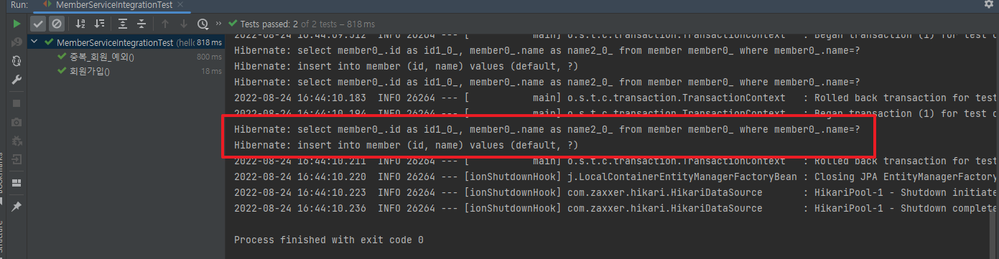 Run: MemberServiceIntegrationTest ×
Tests passed: 2 of 2 tests – 818 ms
MemberServiceIntegrationTest (hello 818 ms
중복_회원_예외() 800 ms
회원가입() 18 ms
2022-08-24 16:44:09.512 INFO 26264 --- [ main] o.s.t.c.transaction.TransactionContext : Began transaction (1) for test
Hibernate: select member0_.id as id1_0_, member0_.name as name2_0_ from member member0_ where member0_.name=?
Hibernate: insert into member (id, name) values (default, ?)
Hibernate: select member0_.id as id1_0_, member0_.name as name2_0_ from member member0_ where member0_.name=?
2022-08-24 16:44:10.183 INFO 26264 --- [ main] o.s.t.c.transaction.TransactionContext : Rolled back transaction for test
2022-08-24 16:44:10.194 INFO 26264 --- [ main] o.s.t.c.transaction.TransactionContext : Began transaction (1) for test
Hibernate: select member0_.id as id1_0_, member0_.name as name2_0_ from member member0_ where member0_.name=?
Hibernate: insert into member (id, name) values (default, ?)
2022-08-24 16:44:10.211 INFO 26264 --- [ main] o.s.t.c.transaction.TransactionContext : Rolled back transaction for test
2022-08-24 16:44:10.220 INFO 26264 --- [ionShutdownHook] j.LocalContainerEntityManagerFactoryBean : Closing JPA EntityManagerFactory
2022-08-24 16:44:10.223 INFO 26264 --- [ionShutdownHook] com.zaxxer.hikari.HikariDataSource : HikariPool-1 - Shutdown initiate
2022-08-24 16:44:10.236 INFO 26264 --- [ionShutdownHook] com.zaxxer.hikari.HikariDataSource : HikariPool-1 - Shutdown complete
Process finished with exit code 0